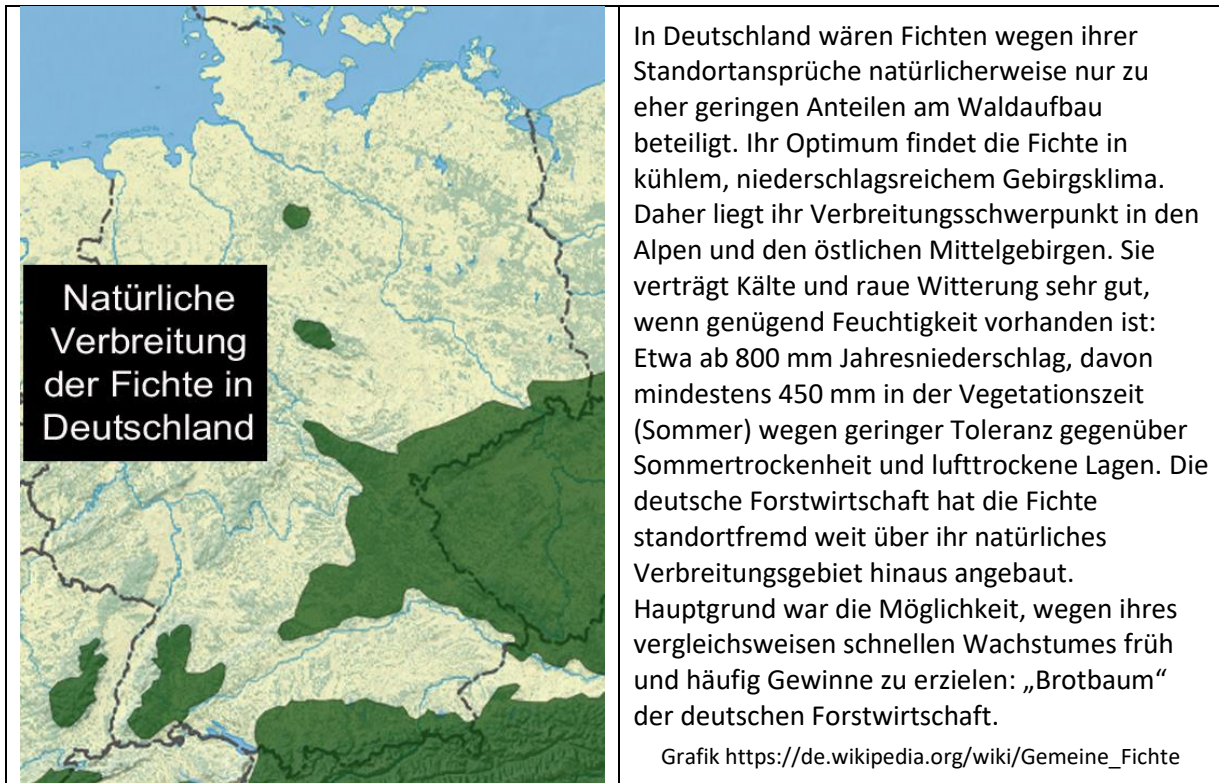 Natürliche
Verbreitung
der Fichte in
Deutschland
In Deutschland wären Fichten wegen ihrer
Standortansprüche natürlicherweise nur zu
eher geringen Anteilen am Waldaufbau
beteiligt. Ihr Optimum findet die Fichte in
kühlem, niederschlagsreichem Gebirgsklima.
Daher liegt ihr Verbreitungsschwerpunkt in den
Alpen und den östlichen Mittelgebirgen. Sie
verträgt Kälte und raue Witterung sehr gut,
wenn genügend Feuchtigkeit vorhanden ist:
Etwa ab 800 mm Jahresniederschlag, davon
mindestens 450 mm in der Vegetationszeit
(Sommer) wegen geringer Toleranz gegenüber
Sommertrockenheit und lufttrockene Lagen. Die
deutsche Forstwirtschaft hat die Fichte
standortfremd weit über ihr natürliches
Verbreitungsgebiet hinaus angebaut.
Hauptgrund war die Möglichkeit, wegen ihres
vergleichsweisen schnellen Wachstumes früh
und häufig Gewinne zu erzielen: „Brotbaum“
der deutschen Forstwirtschaft.
Grafik https://de.wikipedia.org/wiki/Gemeine_Fichte